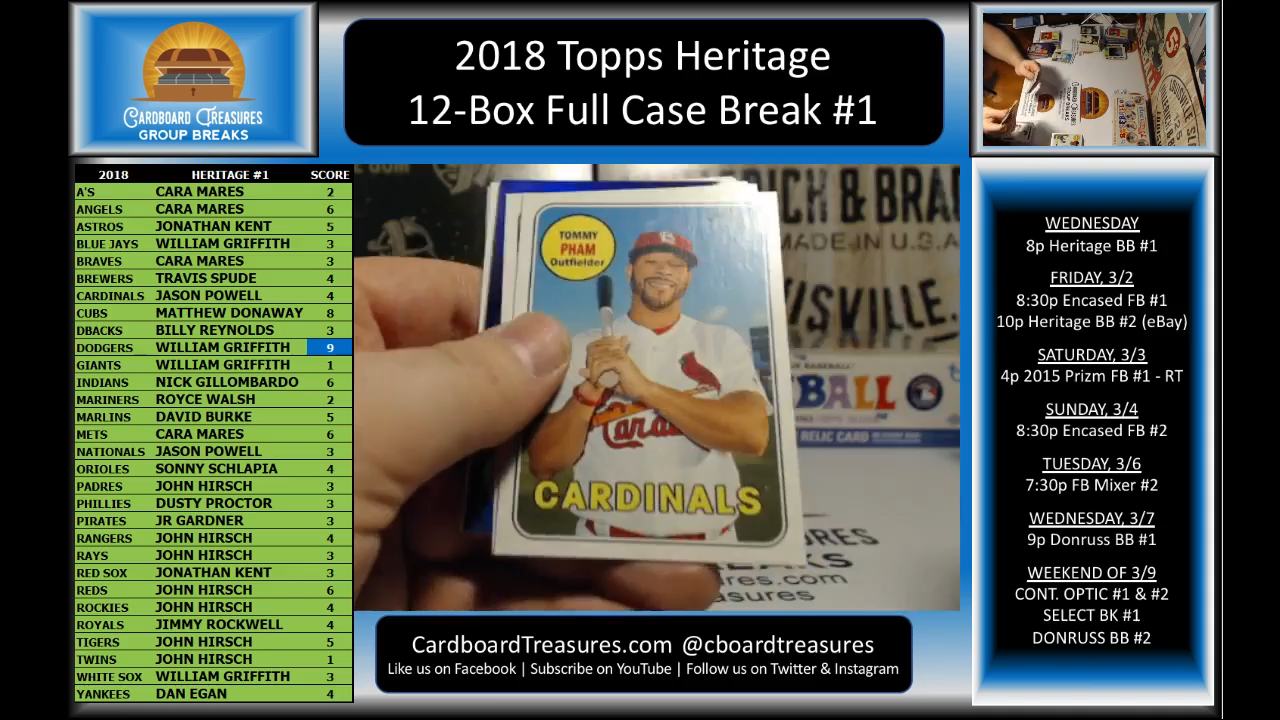 CARDBOARD TREASURES
GROUP BREAKS
2018 Topps Heritage
12-Box Full Case Break #1
2018 HERITAGE #1 SCORE
A'S CARA MARES 2
ANGELS CARA MARES 6
ASTROS JONATHAN KENT 5
BLUE JAYS WILLIAM GRIFFITH 3
BRAVES CARA MARES 3
BREWERS TRAVIS SPUDE 4
CARDINALS JASON POWELL 4
CUBS MATTHEW DONAWAY 8
DBACKS BILLY REYNOLDS 3
DODGERS WILLIAM GRIFFITH 9
GIANTS WILLIAM GRIFFITH 1
INDIANS NICK GILLOMBARDO 6
MARINERS ROYCE WALSH 2
MARLINS DAVID BURKE 5
METS CARA MARES 6
NATIONALS JASON POWELL 3
ORIOLES SONNY SCHLAPIA 4
PADRES JOHN HIRSCH 3
PHILLIES DUSTY PROCTOR 3
PIRATES JR GARDNER 3
RANGERS JOHN HIRSCH 4
RAYS JOHN HIRSCH 3
RED SOX JONATHAN KENT 3
REDS JOHN HIRSCH 6
ROCKIES JOHN HIRSCH 4
ROYALS JIMMY ROCKWELL 4
TIGERS JOHN HIRSCH 5
TWINS JOHN HIRSCH 1
WHITE SOX WILLIAM GRIFFITH 3
YANKEES DAN EGAN 4
TOMMY
PHAM
Outfielder
CARDINALS
MADE-IN U.S.A
RELIC CARD
CardboardTreasures.com @cboardtreasures
Like us on Facebook | Subscribe on YouTube | Follow us on Twitter & Instagram
WEDNESDAY
8p Heritage BB #1
FRIDAY, 3/2
8:30p Encased FB #1
10p Heritage BB #2 (eBay)
SATURDAY, 3/3
4p 2015 Prizm FB #1 - RT
SUNDAY, 3/4
8:30p Encased FB #2
TUESDAY, 3/6
7:30p FB Mixer #2
WEDNESDAY, 3/7
9p Donruss BB #1
WEEKEND OF 3/9
CONT. OPTIC #1 & #2
SELECT BK #1
DONRUSS BB #2